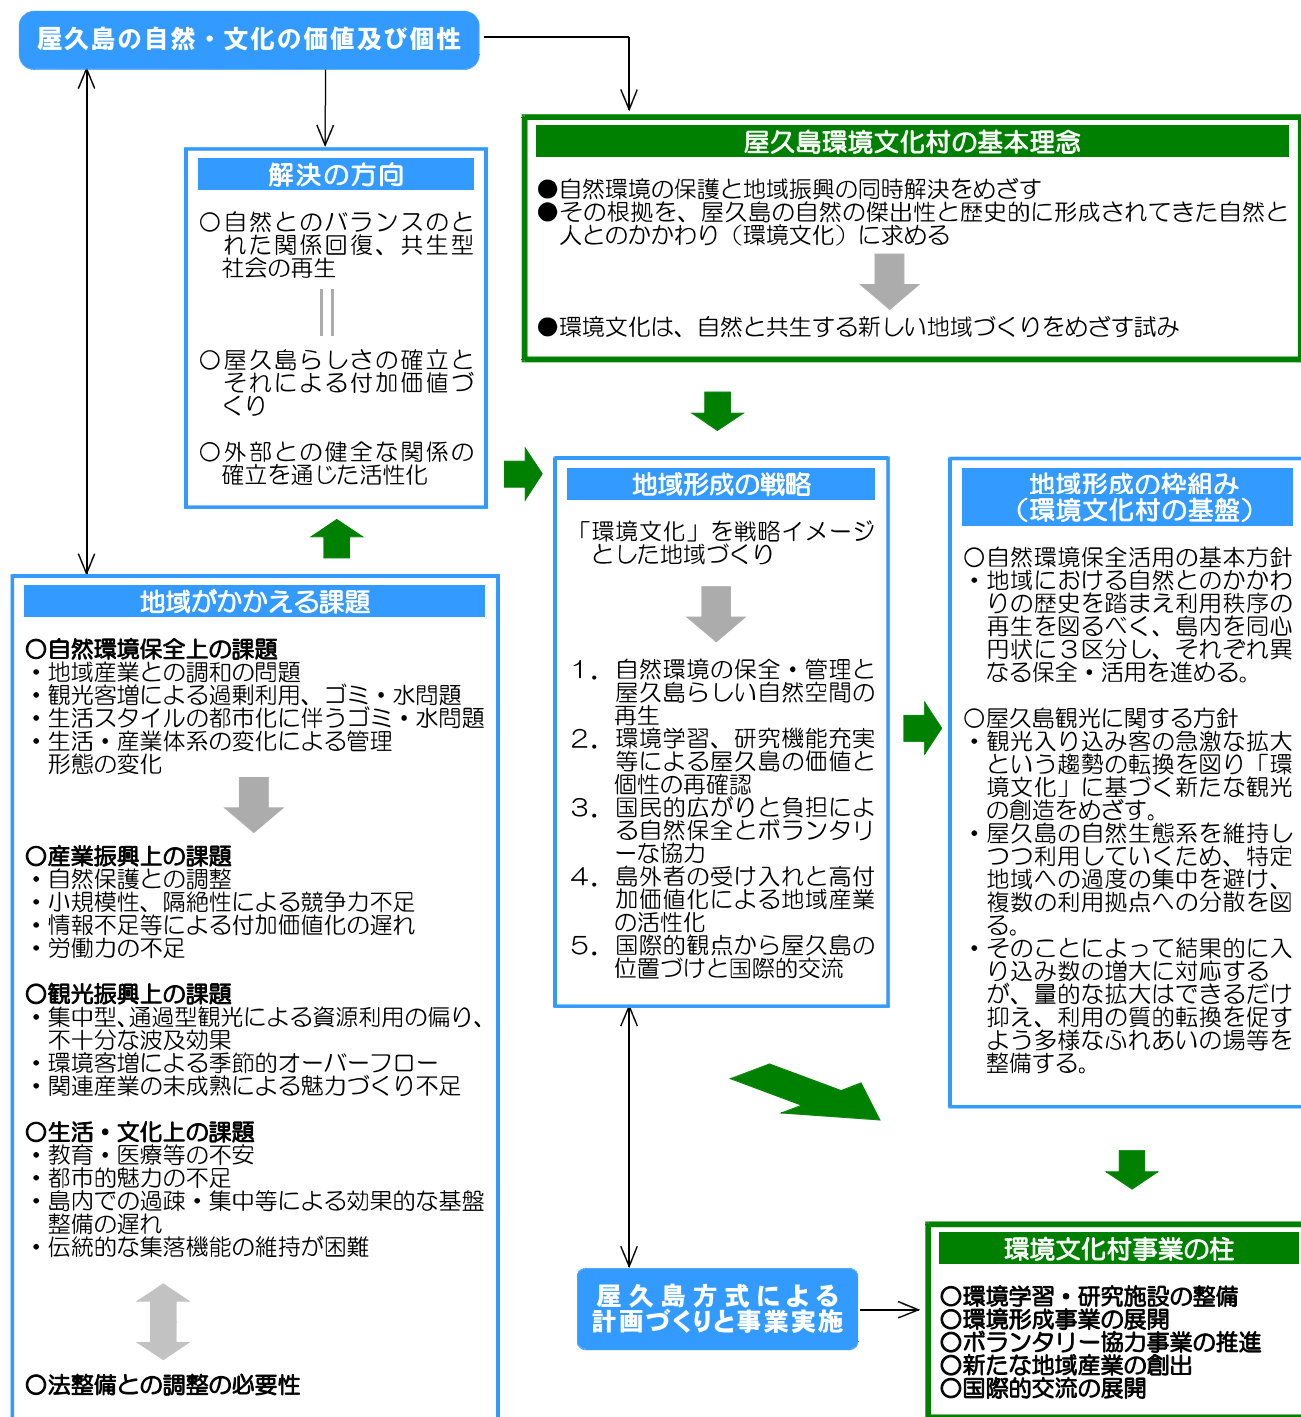 屋久島の自然・文化の価値及び個性
屋久島環境文化村の基本理念
●自然環境の保護と地域振興の同時解決をめざす
●その根拠を、屋久島の自然の傑出性と歴史的に形成されてきた自然と
人とのかかわり（環境文化）に求める
●環境文化は、自然と共生する新しい地域づくりをめざす試み
解決の方向
〇自然とのバランスのと
れた関係回復、共生型
社会の再生
〇屋久島らしさの確立と
それによる付加価値づ
くり
〇外部との健全な関係の
確立を通じた活性化
地域がかかえる課題
〇自然環境保全上の課題
・地域産業との調和の問題
・観光客増による過剰利用、ゴミ・水問題
・生活スタイルの都市化に伴うゴミ・水問題
・生活・産業体系の変化による管理
形態の変化
〇産業振興上の課題
・自然保護との調整
・小規模性、隔絶性による競争力不足
・情報不足等による付加価値化の遅れ
・労働力の不足
〇観光振興上の課題
・集中型、通過型観光による資源利用の偏り、
不十分な波及効果
・環境客増による季節的オーバーフロー
・関連産業の未成熟による魅力づくり不足
〇生活・文化上の課題
・教育・医療等の不安
・都市的魅力の不足
・島内での過疎・集中等による効果的な基盤
整備の遅れ
・伝統的な集落機能の維持が困難
〇法整備との調整の必要性
地域形成の戦略
「環境文化」を戦略イメージ
とした地域づくり
１．自然環境の保全・管理と
屋久島らしい自然空間の
再生
２．環境学習、研究機能充実
等による屋久島の価値と
個性の再確認
３．国民的広がりと負担によ
る自然保全とボランタリ
ーな協力
４．島外者の受け入れと高付
加価値化による地域産業
の活性化
５．国際的観点から屋久島の
位置づけと国際的交流
地域形成の枠組み
（環境文化村の基盤）
〇自然環境保全活用の基本方針
・地域における自然とのかかわ
りの歴史を踏まえ利用秩序の
再生を図るべく、島内を同心
円状に３区分し、それぞれ異
なる保全・活用を進める。
〇屋久島観光に関する方針
・観光入り込み客の急激な拡大
という趨勢の転換を図り「環
境文化」に基づく新たな観光
の創造をめざす。
・屋久島の自然生態系を維持し
つつ利用していくため、特定
地域への過度の集中を避け、
複数の利用拠点への分散を図
る。
・そのことによって結果的に入
り込み数の増大に対応する
が、量的な拡大はできるだけ
抑え、利用の質的転換を促す
よう多様なふれあいの場等を
整備する。
屋久島方式による
計画づくりと事業実施
環境文化村事業の柱
〇環境学習・研究施設の整備
〇環境形成事業の展開
〇ボランタリー協力事業の推進
〇新たな地域産業の創出
〇国際的交流の展開